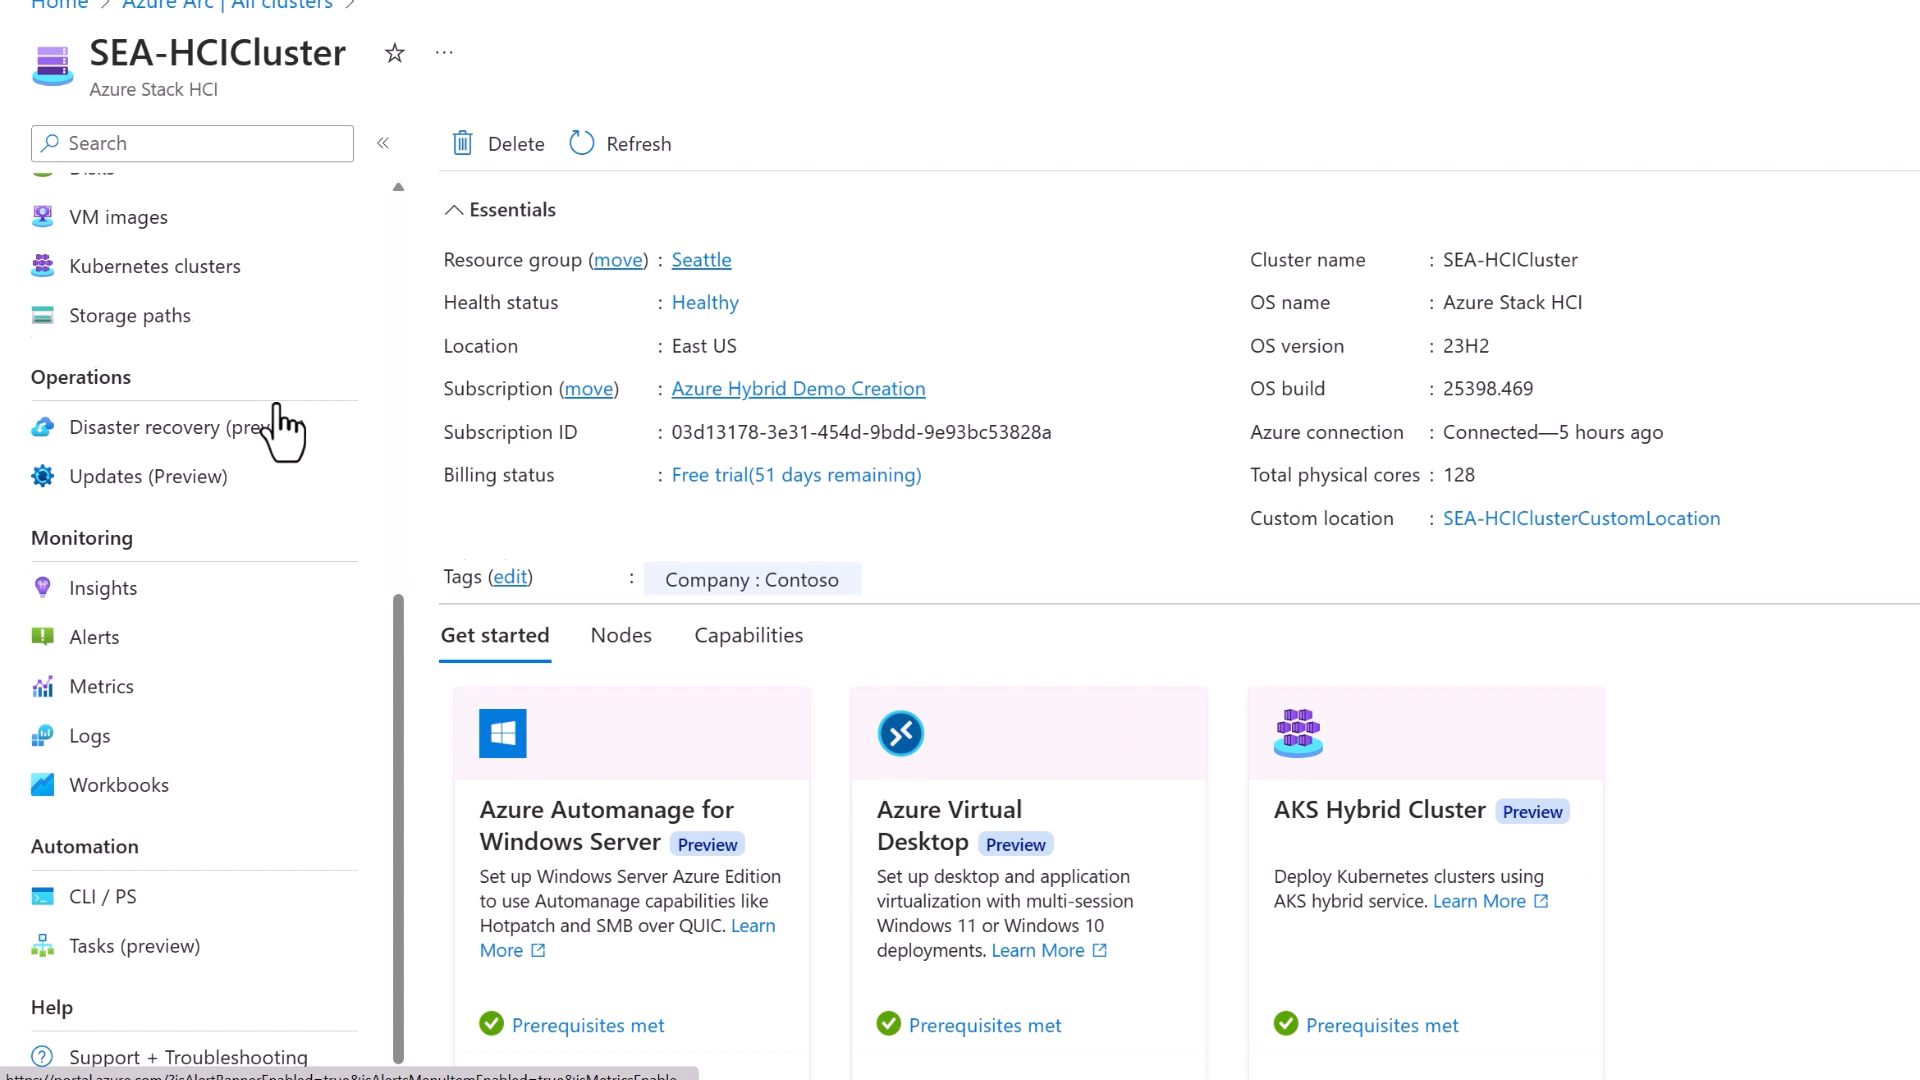 Home > Azure Arc | All clusters >
SEA-HCICluster
Azure Stack HCI
Search
«
Delete
Refresh
Disks
VM images
Kubernetes clusters
Storage paths
Operations
Disaster recovery (pre
Updates (Preview)
Monitoring
Insights
Alerts
Metrics
Logs
Workbooks
Automation
CLI / PS
Tasks (preview)
Help
Support + Troubleshooting
Essentials
Resource group (move) : Seattle
Health status : Healthy
Location : East US
Subscription (move) : Azure Hybrid Demo Creation
Subscription ID : 03d13178-3e31-454d-9bdd-9e93bc53828a
Billing status : Free trial(51 days remaining)
Cluster name : SEA-HCICluster
OS name : Azure Stack HCI
OS version : 23H2
OS build : 25398.469
Azure connection : Connected—5 hours ago
Total physical cores : 128
Custom location : SEA-HCIClusterCustomLocation
Tags (edit) : Company : Contoso
Get started
Nodes
Capabilities
Azure Automanage for
Windows Server Preview
Set up Windows Server Azure Edition
to use Automanage capabilities like
Hotpatch and SMB over QUIC. Learn
More
Prerequisites met
Azure Virtual
Desktop Preview
Set up desktop and application
virtualization with multi-session
Windows 11 or Windows 10
deployments. Learn More
Prerequisites met
AKS Hybrid Cluster Preview
Deploy Kubernetes clusters using
AKS hybrid service. Learn More
Prerequisites met